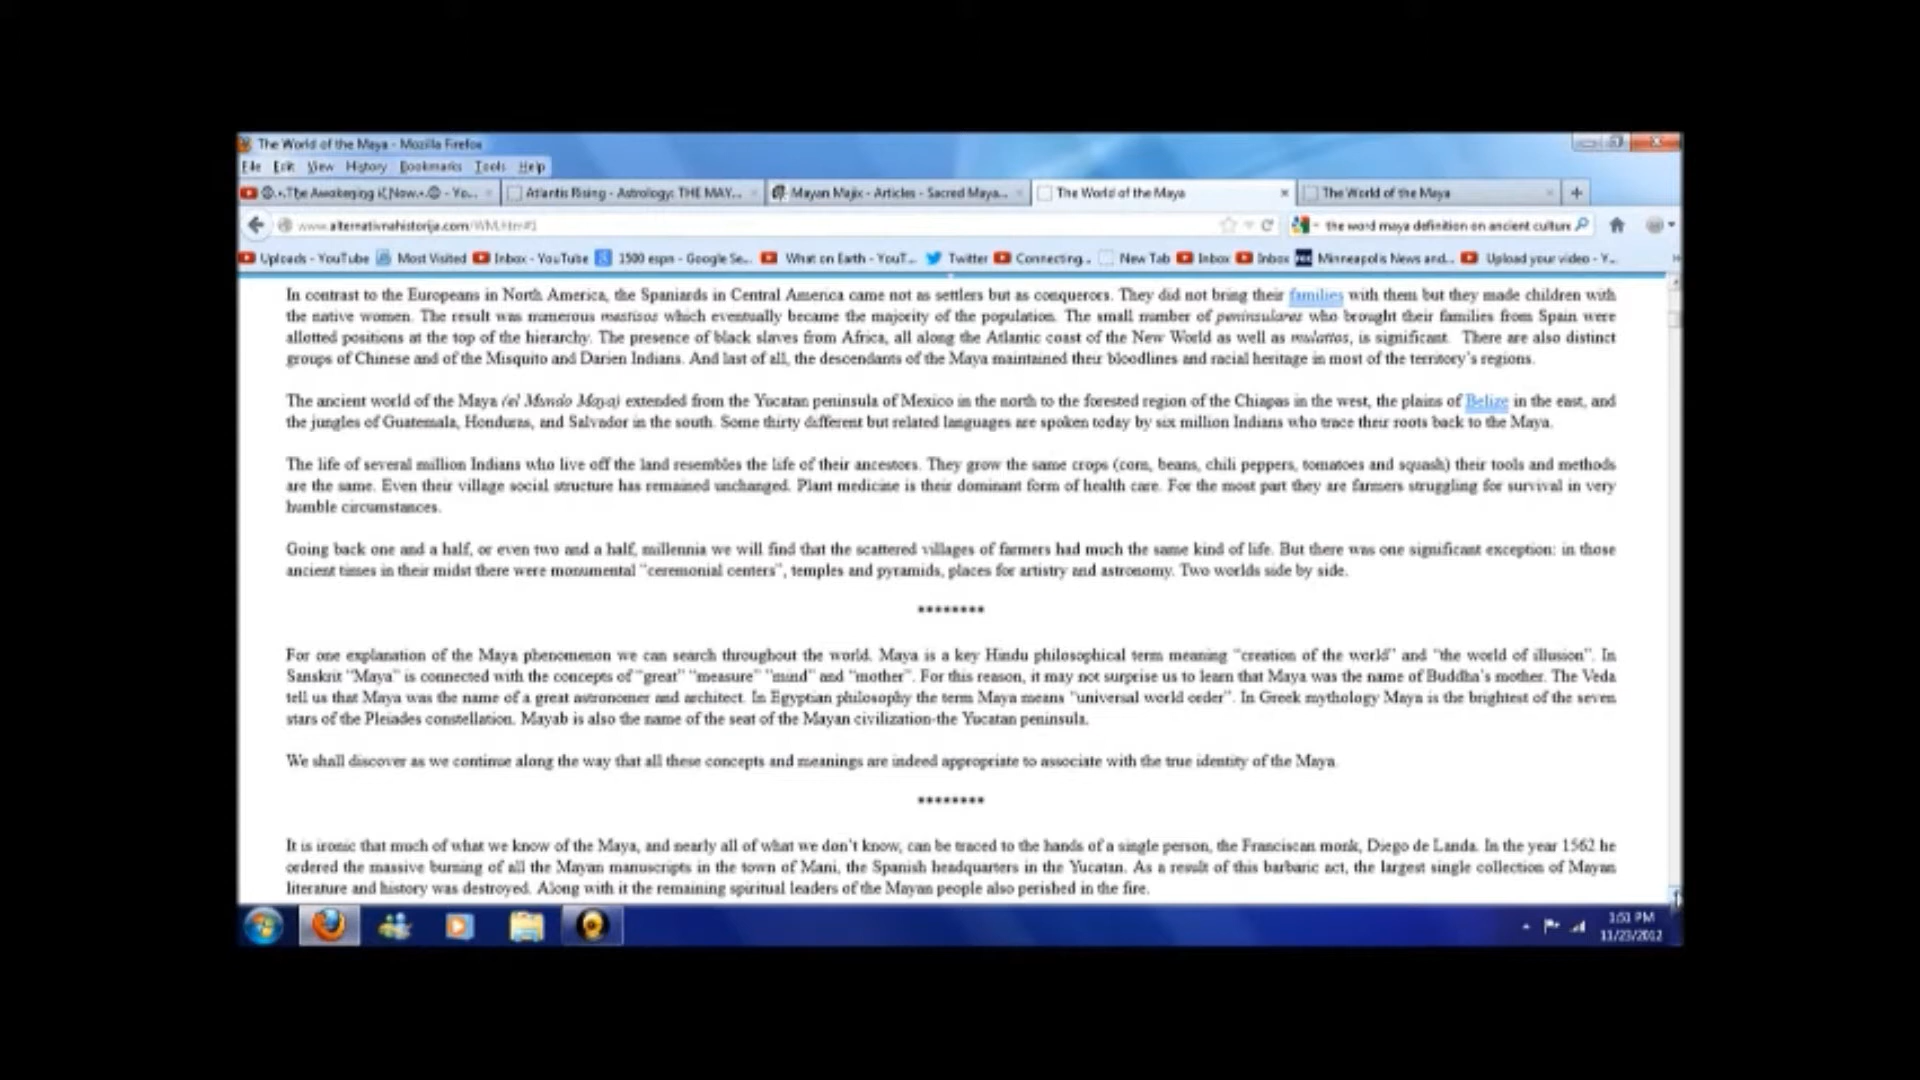 The World of the Maya - Mozilla Firefox
File Edit View History Bookmarks Tools Help
The Awakening is Now - Yo...
Atlantis Rising - Astrology: THE MAY...
Mayan Majix - Articles - Sacred Maya...
The World of the Maya
The World of the Maya
www.alternativnahistorija.com/WM.htm#1
the word maya definition on ancient culture
Uploads - YouTube Most Visited Inbox - YouTube 1500 espn - Google Se... What on Earth - YouT... Twitter Connecting... New Tab Inbox Inbox Minneapolis News and... Upload your video - Y...
In contrast to the Europeans in North America, the Spaniards in Central America came not as settlers but as conquerors. They did not bring their families with them but they made children with
the native women. The result was numerous mestisos which eventually became the majority of the population. The small number of peninsulares who brought their families from Spain were
allotted positions at the top of the hierarchy. The presence of black slaves from Africa, all along the Atlantic coast of the New World as well as mulattos, is significant. There are also distinct
groups of Chinese and of the Misquito and Darien Indians. And last of all, the descendants of the Maya maintained their bloodlines and racial heritage in most of the territory's regions.
The ancient world of the Maya (el Mundo Maya) extended from the Yucatan peninsula of Mexico in the north to the forested region of the Chiapas in the west, the plains of Belize in the east, and
the jungles of Guatemala, Honduras, and Salvador in the south. Some thirty different but related languages are spoken today by six million Indians who trace their roots back to the Maya.
The life of several million Indians who live off the land resembles the life of their ancestors. They grow the same crops (corn, beans, chili peppers, tomatoes and squash) their tools and methods
are the same. Even their village social structure has remained unchanged. Plant medicine is their dominant form of health care. For the most part they are farmers struggling for survival in very
humble circumstances.
Going back one and a half, or even two and a half, millennia we will find that the scattered villages of farmers had much the same kind of life. But there was one significant exception: in those
ancient times in their midst there were monumental "ceremonial centers", temples and pyramids, places for artistry and astronomy. Two worlds side by side.
********
For one explanation of the Maya phenomenon we can search throughout the world. Maya is a key Hindu philosophical term meaning "creation of the world" and "the world of illusion". In
Sanskrit "Maya" is connected with the concepts of "great" "measure" "mind" and "mother". For this reason, it may not surprise us to learn that Maya was the name of Buddha's mother. The Veda
tell us that Maya was the name of a great astronomer and architect. In Egyptian philosophy the term Maya means "universal world order". In Greek mythology Maya is the brightest of the seven
stars of the Pleiades constellation. Mayab is also the name of the seat of the Mayan civilization-the Yucatan peninsula.
We shall discover as we continue along the way that all these concepts and meanings are indeed appropriate to associate with the true identity of the Maya.
********
It is ironic that much of what we know of the Maya, and nearly all of what we don't know, can be traced to the hands of a single person, the Franciscan monk, Diego de Landa. In the year 1562 he
ordered the massive burning of all the Mayan manuscripts in the town of Mani, the Spanish headquarters in the Yucatan. As a result of this barbaric act, the largest single collection of Mayan
literature and history was destroyed. Along with it the remaining spiritual leaders of the Mayan people also perished in the fire.
11/23/2012